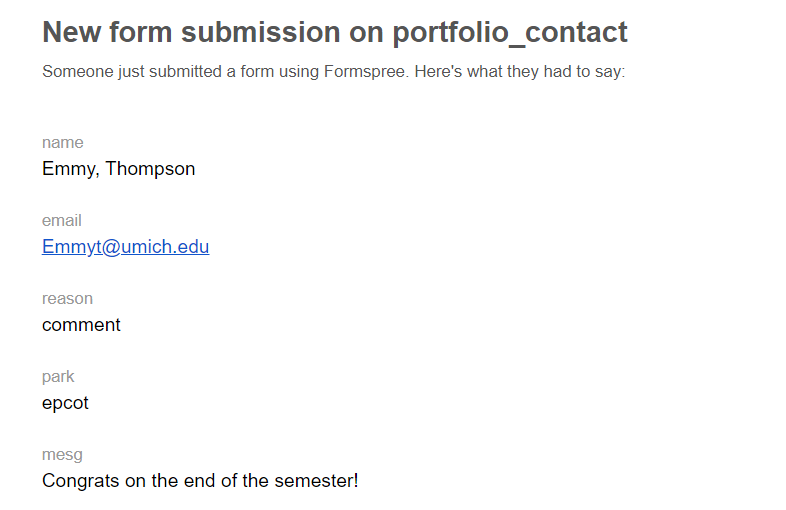 New form submission on portfolio_contact
Someone just submitted a form using Formspree. Here's what they had to say:
name
Emmy, Thompson
email
Emmyt@umich.edu
reason
comment
park
epcot
mesg
Congrats on the end of the semester!